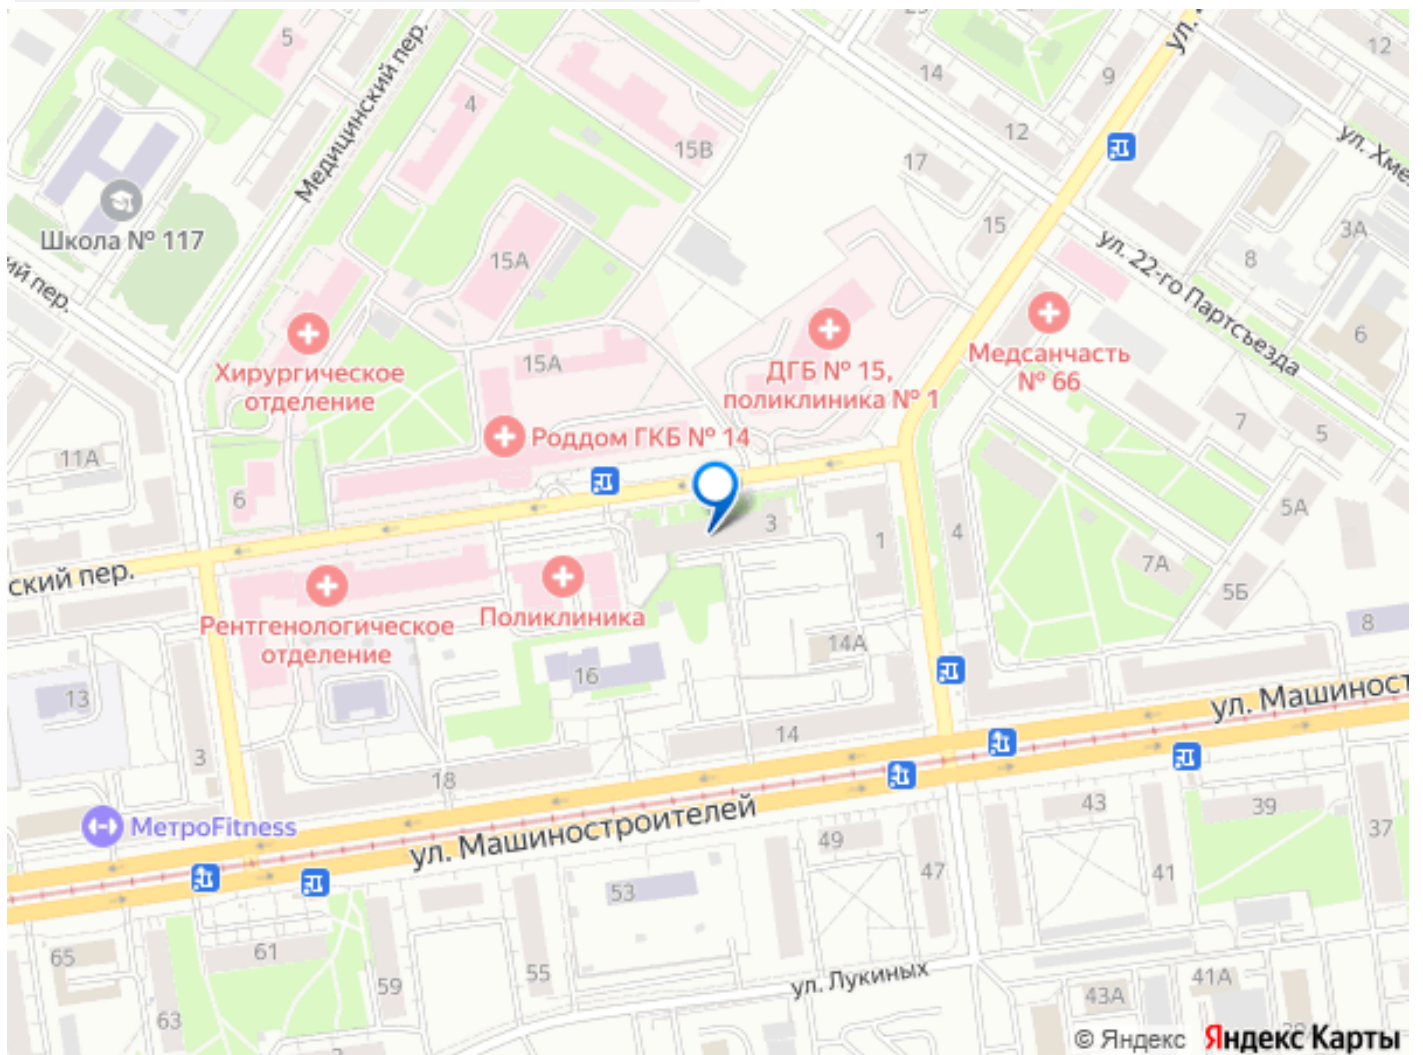 5
Медицинский пер.
4
15В
14
9
12
ул.
12
17
15
ул. Хме
3А
8
6
ул. 22-го Партсъезда
Школа № 117
ий пер.
15А
15А
Хирургическое
отделение
ДГБ № 15,
поликлиника № 1
Медсанчасть
№ 66
7
5
Роддом ГКБ № 14
11А
6
3
1
4
5А
7А
5Б
8
ский пер.
Рентгенологическое
отделение
Поликлиника
16
14А
13
3
14
18
ул. Машиност
МетроFitness
ул. Машиностроителей
49
43
39
37
47
41
53
65
61
55
59
63
ул. Лукиных
43А
41А
© Яндекс Яндекс Карты